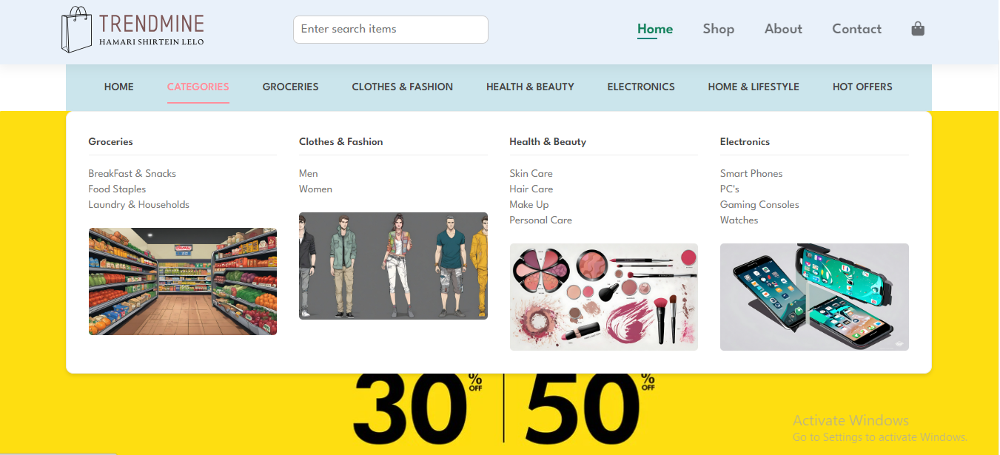 TRENDMINE
HAMARI SHIRTEIN LELO
Enter search items
Home Shop About Contact
HOME CATEGORIES GROCERIES CLOTHES & FASHION HEALTH & BEAUTY ELECTRONICS HOME & LIFESTYLE HOT OFFERS
Groceries
BreakFast & Snacks
Food Staples
Laundry & Households
Clothes & Fashion
Men
Women
Health & Beauty
Skin Care
Hair Care
Make Up
Personal Care
Electronics
Smart Phones
PC's
Gaming Consoles
Watches
30% OFF
50% OFF
Activate Windows
Go to Settings to activate Windows.